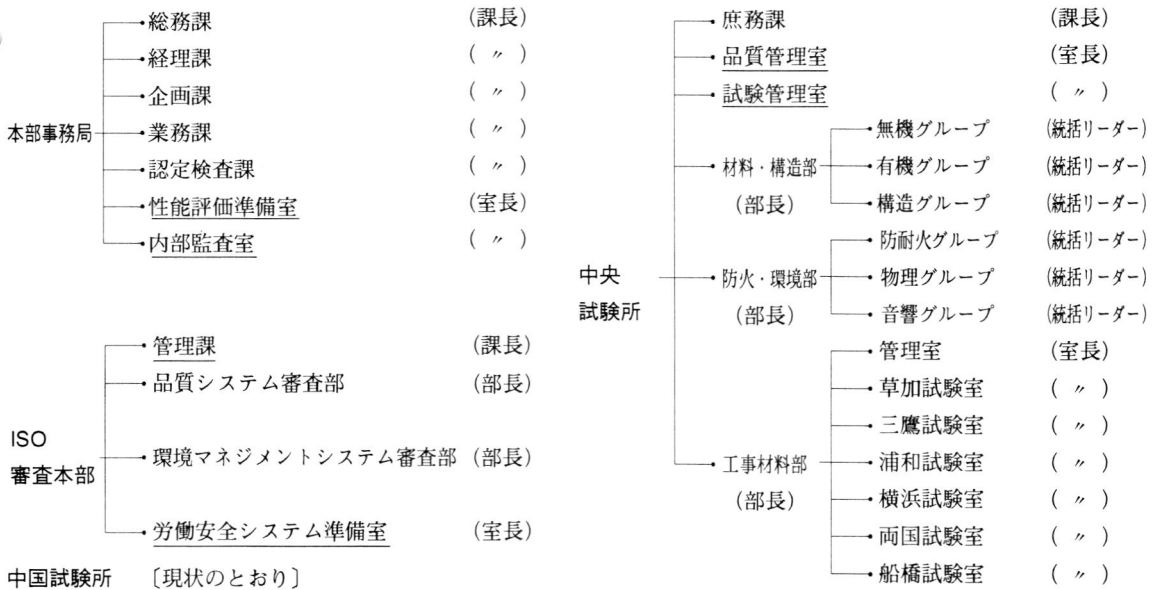 本部事務局
総務課 (課長)
経理課 ( 〃 )
企画課 ( 〃 )
業務課 ( 〃 )
認定検査課 ( 〃 )
性能評価準備室 (室長)
内部監査室 ( 〃 )
ISO
審査本部
管理課 (課長)
品質システム審査部 (部長)
環境マネジメントシステム審査部 (部長)
労働安全システム準備室 (室長)
中国試験所 〔現状のとおり〕
中央
試験所
庶務課 (課長)
品質管理室 (室長)
試験管理室 ( 〃 )
材料・構造部
(部長)
無機グループ (統括リーダー)
有機グループ (統括リーダー)
構造グループ (統括リーダー)
防火・環境部
(部長)
防耐火グループ (統括リーダー)
物理グループ (統括リーダー)
音響グループ (統括リーダー)
工事材料部
(部長)
管理室 (室長)
草加試験室 ( 〃 )
三鷹試験室 ( 〃 )
浦和試験室 ( 〃 )
横浜試験室 ( 〃 )
両国試験室 ( 〃 )
船橋試験室 ( 〃 )